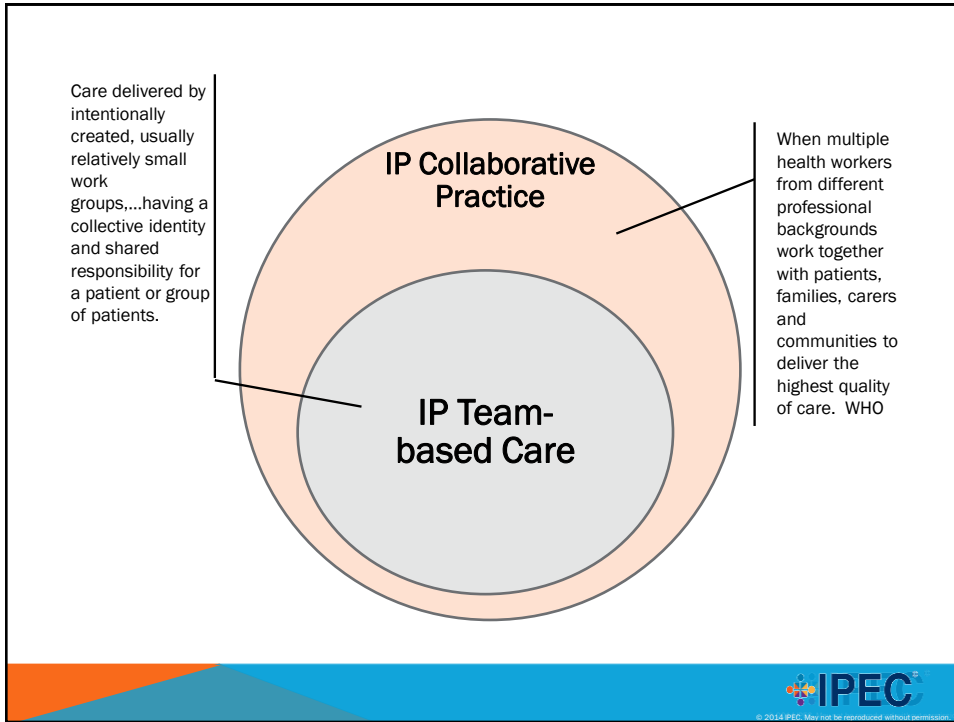 Care delivered by
intentionally
created, usually
relatively small
work
groups,...having a
collective identity
and shared
responsibility for
a patient or group
of patients.
IP Collaborative
Practice
When multiple
health workers
from different
professional
backgrounds
work together
with patients,
families, carers
and
communities to
deliver the
highest quality
of care. WHO
IP Team-
based Care
IPEC
© 2014 IPEC. May not be reproduced without permission.